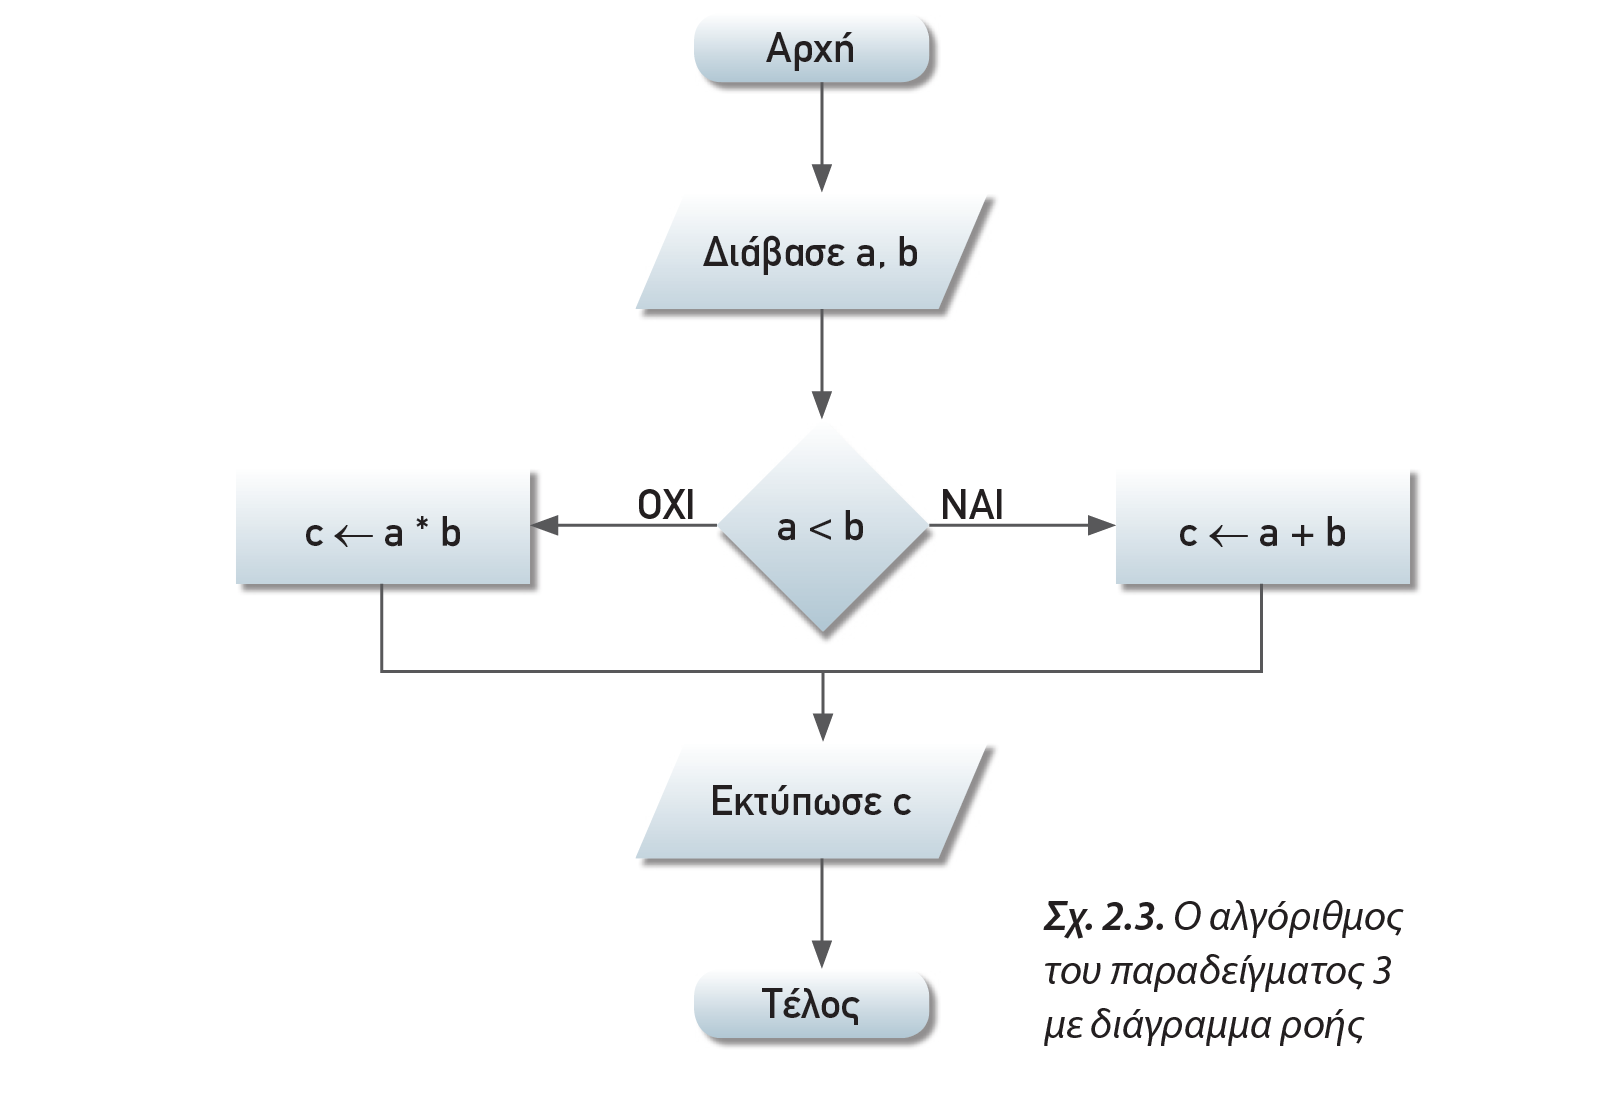 Αρχή
Διάβασε a, b
ΟΧΙ
ΝΑΙ
c ← a * b
a < b
c ← a + b
Εκτύπωσε c
Σχ. 2.3. Ο αλγόριθμος
του παραδείγματος 3
με διάγραμμα ροής
Τέλος